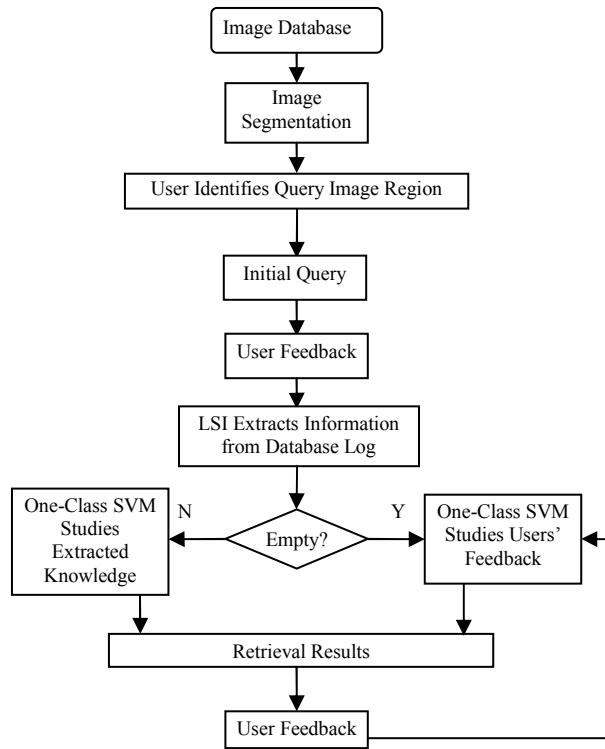 Image Database
Image
Segmentation
User Identifies Query Image Region
Initial Query
User Feedback
LSI Extracts Information
from Database Log
One-Class SVM
Studies
Extracted
Knowledge
N
Empty?
Y
One-Class SVM
Studies Users’
Feedback
Retrieval Results
User Feedback